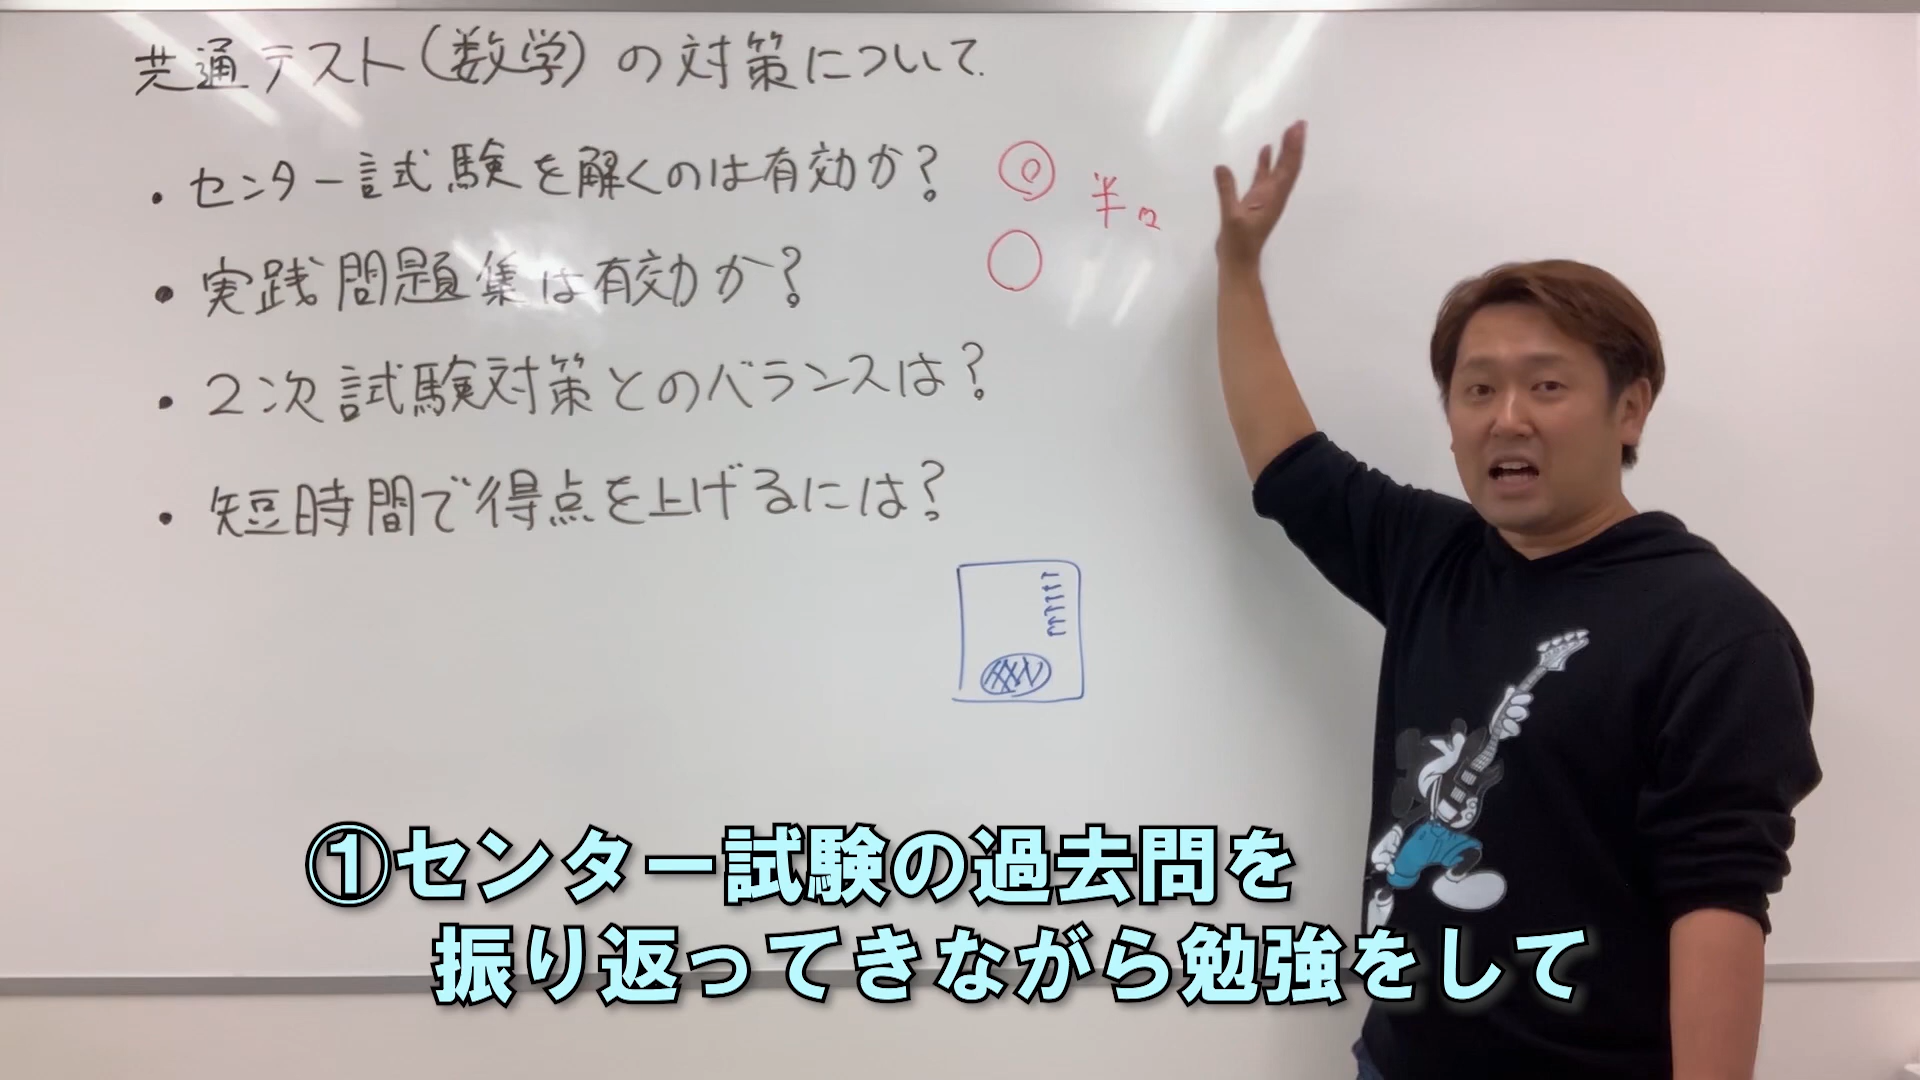 共通テスト(数学)の対策について.
・センター試験を解くのは有効か? ◎
半
・実践問題集は有効か? ○
・2次試験対策とのバランスは?
・短時間で得点を上げるには?
①センター試験の過去問を
振り返ってきながら勉強をして